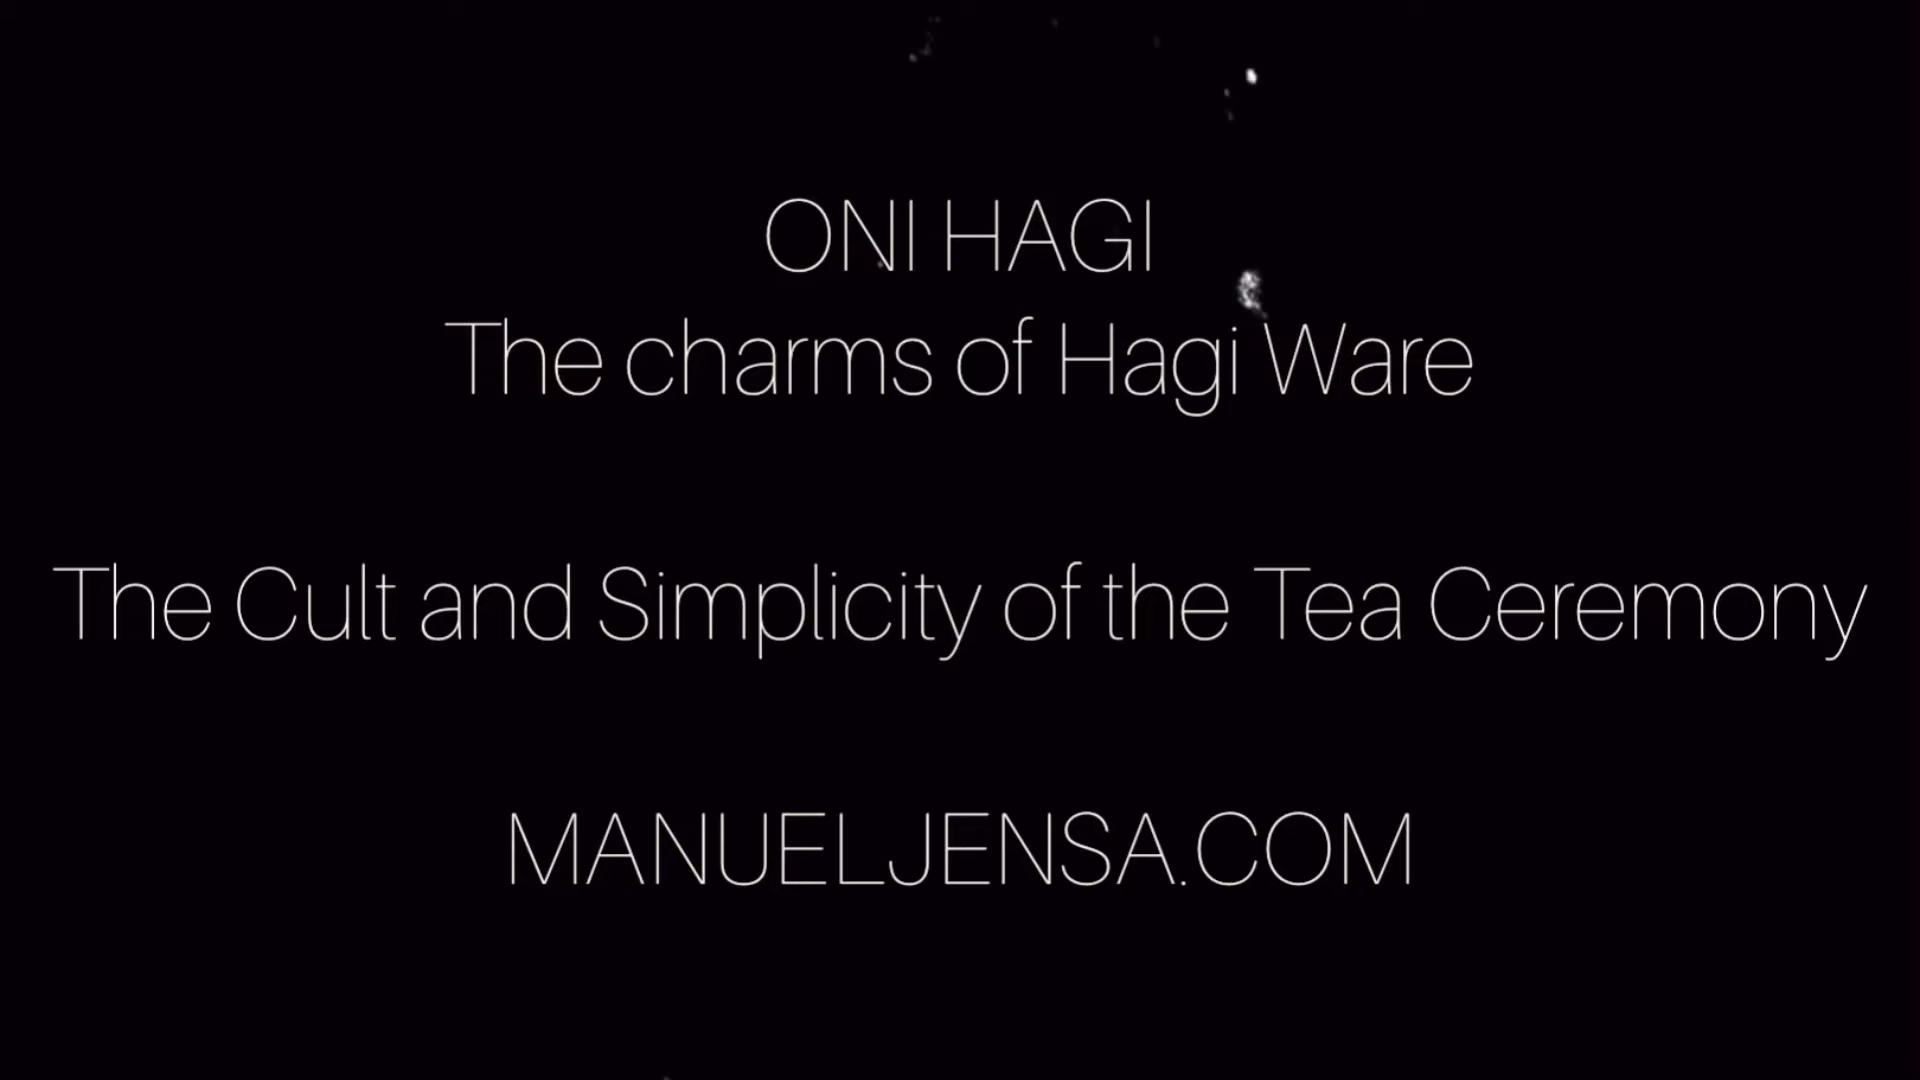 ONI HAGI
The charms of Hagi Ware
The Cult and Simplicity of the Tea Ceremony
MANUELJENSA.COM